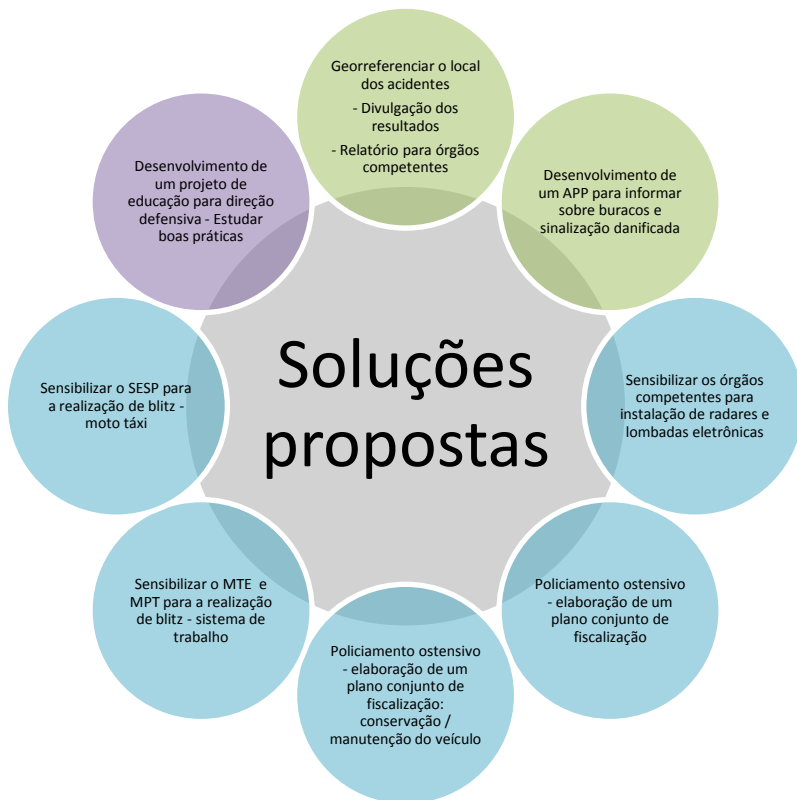 Georreferenciar o local
dos acidentes
- Divulgação dos
resultados
- Relatório para órgãos
competentes
Desenvolvimento de
um APP para informar
sobre buracos e
sinalização danificada
Sensibilizar os órgãos
competentes para
instalação de radares e
lombadas eletrônicas
Policiamento ostensivo
- elaboração de um
plano conjunto de
fiscalização
Policiamento ostensivo
- elaboração de um
plano conjunto de
fiscalização:
conservação /
manutenção do veículo
Sensibilizar o MTE e
MPT para a realização
de blitz - sistema de
trabalho
Sensibilizar o SESP para
a realização de blitz -
moto táxi
Desenvolvimento de
um projeto de
educação para direção
defensiva - Estudar
boas práticas
Soluções
propostas